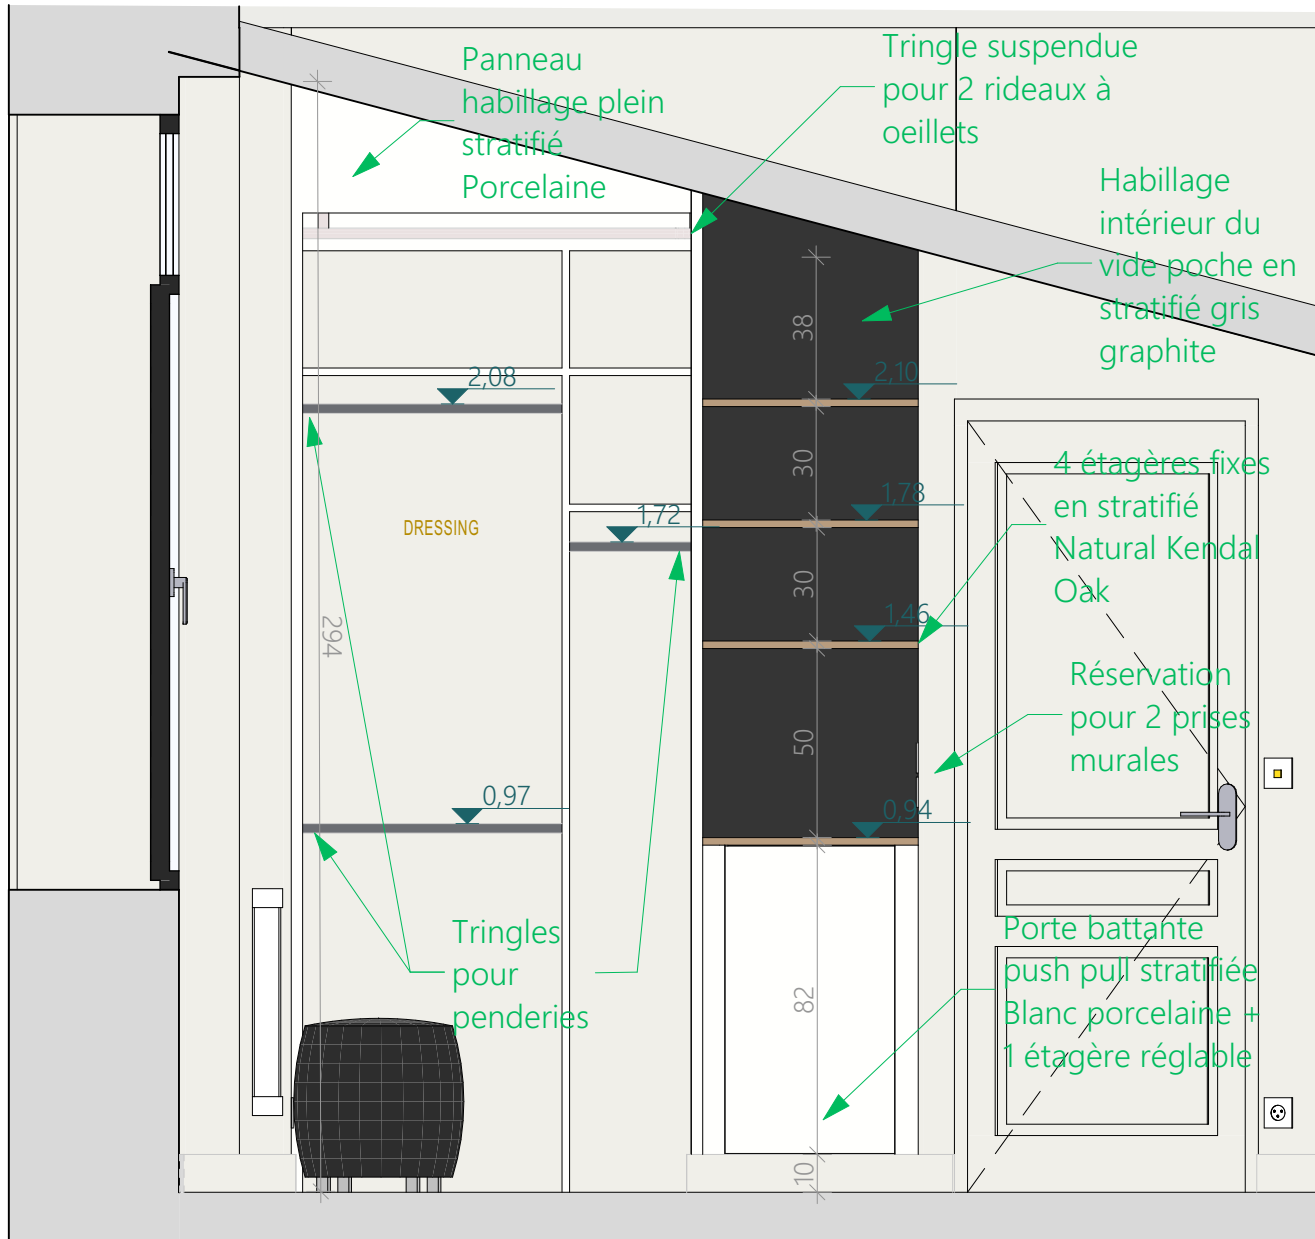 Panneau
habillage plein
stratifié
Porcelaine
Tringle suspendue
pour 2 rideaux à
oeillets
Habillage
intérieur du
vide poche en
stratifié gris
graphite
38
2,08
2,10
30
4 étagères fixes
en stratifié
Natural Kendal
Oak
1,78
1,72
DRESSING
30
294
1,46
Réservation
pour 2 prises
murales
50
0,97
0,94
Tringles
pour
penderies
Porte battante
push pull stratifiée
Blanc porcelaine +
1 étagère réglable
82
10